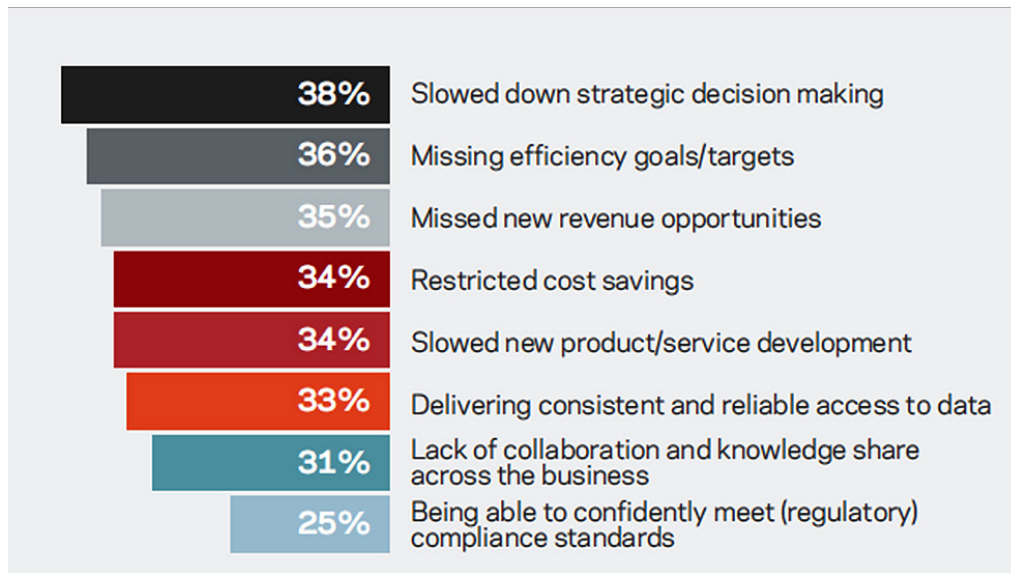 38% Slowed down strategic decision making
36% Missing efficiency goals/targets
35% Missed new revenue opportunities
34% Restricted cost savings
34% Slowed new product/service development
33% Delivering consistent and reliable access to data
31% Lack of collaboration and knowledge share
across the business
25% Being able to confidently meet (regulatory)
compliance standards